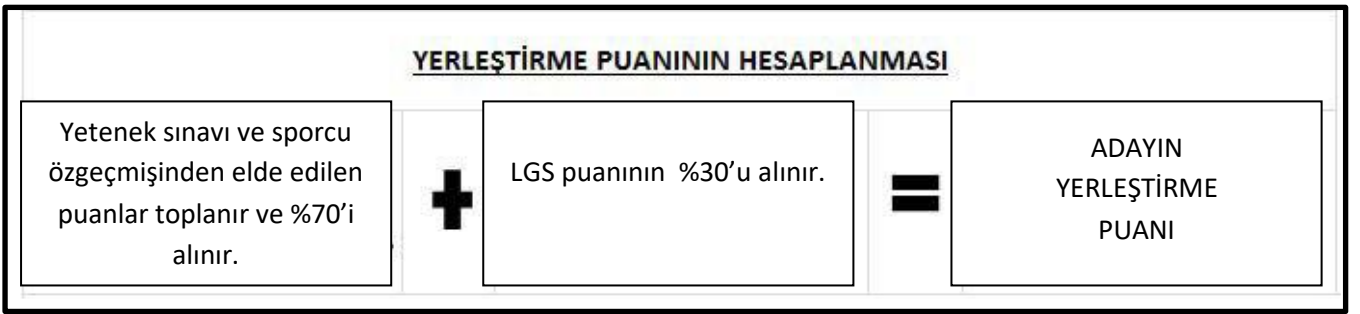 YERLEŞTİRME PUANININ HESAPLANMASI
Yetenek sınavı ve sporcu
özgeçmişinden elde edilen
puanlar toplanır ve %70’i
alınır.
+
LGS puanının %30’u alınır.
=
ADAYIN
YERLEŞTİRME
PUANI